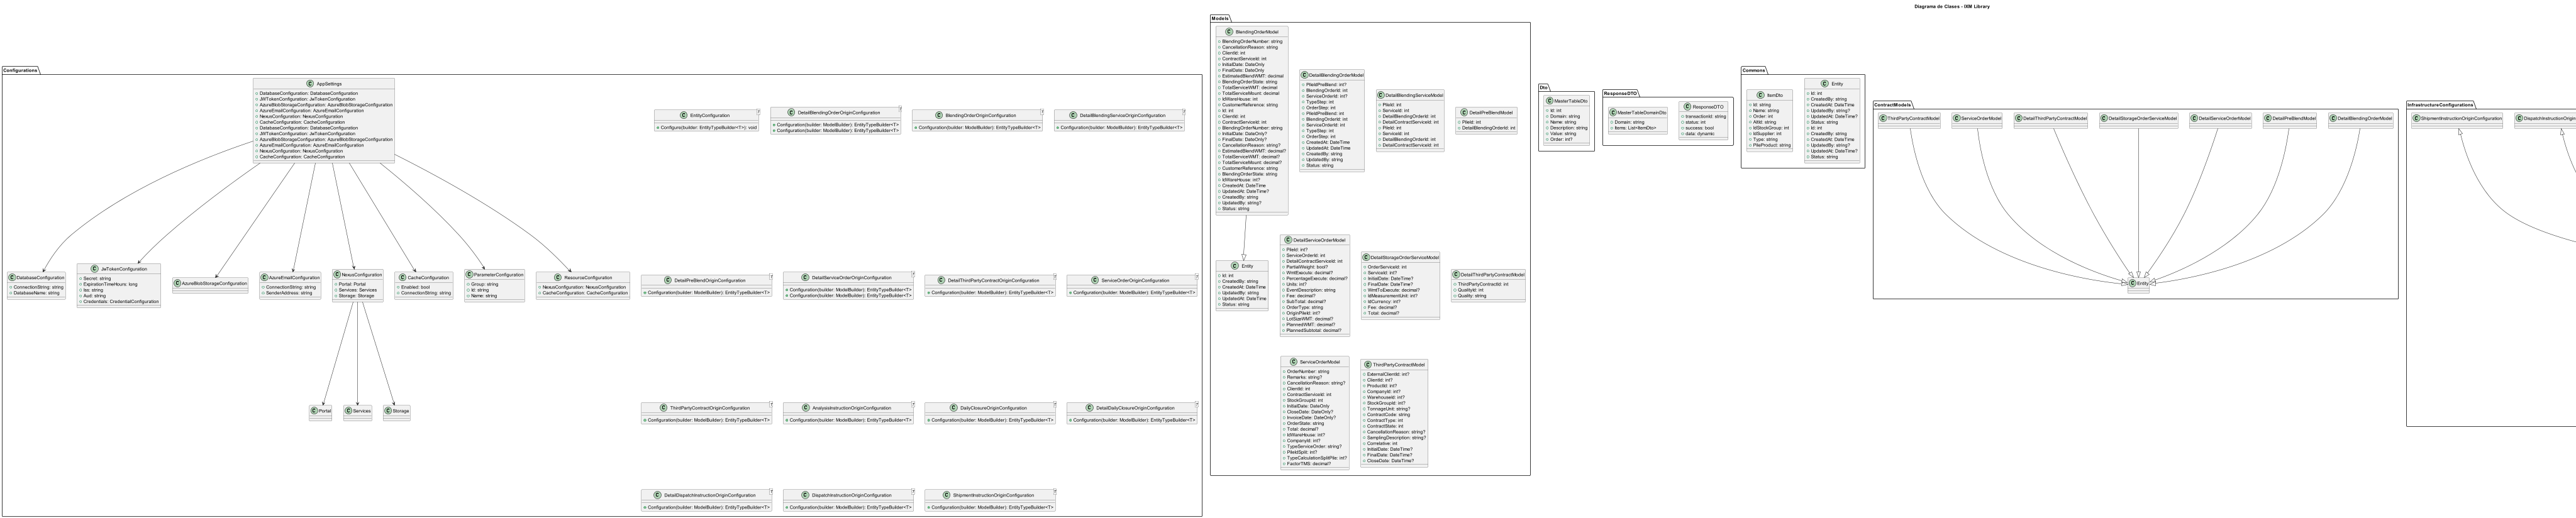 Diagrama de Clases - IXM Library
Configurations
AppSettings
DatabaseConfiguration: DatabaseConfiguration
JWTokenConfiguration: JwTokenConfiguration
AzureBlobStorageConfiguration: AzureBlobStorageConfiguration
AzureEmailConfiguration: AzureEmailConfiguration
NexusConfiguration: NexusConfiguration
CacheConfiguration: CacheConfiguration
DatabaseConfiguration: DatabaseConfiguration
JWTokenConfiguration: JwTokenConfiguration
AzureBlobStorageConfiguration: AzureBlobStorageConfiguration
AzureEmailConfiguration: AzureEmailConfiguration
NexusConfiguration: NexusConfiguration
CacheConfiguration: CacheConfiguration
DatabaseConfiguration
ConnectionString: string
DatabaseName: string
JwTokenConfiguration
Secret: string
ExpirationTimeHours: long
Iss: string
Aud: string
Credentials: CredentialConfiguration
AzureBlobStorageConfiguration
AzureEmailConfiguration
ConnectionString: string
SenderAddress: string
NexusConfiguration
Portal: Portal
Services: Services
Storage: Storage
CacheConfiguration
Enabled: bool
ConnectionString: string
ParameterConfiguration
Group: string
Id: string
Name: string
ResourceConfiguration
NexusConfiguration: NexusConfiguration
CacheConfiguration: CacheConfiguration
Portal
Services
Storage
EntityConfiguration
Configure(builder: EntityTypeBuilder<T>): void
DetailBlendingOrderOriginConfiguration
Configuration(builder: ModelBuilder): EntityTypeBuilder<T>
Configuration(builder: ModelBuilder): EntityTypeBuilder<T>
BlendingOrderOriginConfiguration
Configuration(builder: ModelBuilder): EntityTypeBuilder<T>
DetailBlendingServiceOriginConfiguration
Configuration(builder: ModelBuilder): EntityTypeBuilder<T>
DetailPreBlendOriginConfiguration
Configuration(builder: ModelBuilder): EntityTypeBuilder<T>
DetailServiceOrderOriginConfiguration
Configuration(builder: ModelBuilder): EntityTypeBuilder<T>
Configuration(builder: ModelBuilder): EntityTypeBuilder<T>
DetailThirdPartyContractOriginConfiguration
Configuration(builder: ModelBuilder): EntityTypeBuilder<T>
ServiceOrderOriginConfiguration
Configuration(builder: ModelBuilder): EntityTypeBuilder<T>
ThirdPartyContractOriginConfiguration
Configuration(builder: ModelBuilder): EntityTypeBuilder<T>
AnalysisInstructionOriginConfiguration
Configuration(builder: ModelBuilder): EntityTypeBuilder<T>
DailyClosureOriginConfiguration
Configuration(builder: ModelBuilder): EntityTypeBuilder<T>
DetailDailyClosureOriginConfiguration
Configuration(builder: ModelBuilder): EntityTypeBuilder<T>
DetailDispatchInstructionOriginConfiguration
Configuration(builder: ModelBuilder): EntityTypeBuilder<T>
DispatchInstructionOriginConfiguration
Configuration(builder: ModelBuilder): EntityTypeBuilder<T>
ShipmentInstructionOriginConfiguration
Configuration(builder: ModelBuilder): EntityTypeBuilder<T>
Models
BlendingOrderModel
BlendingOrderNumber: string
CancellationReason: string
ClientId: int
ContractServiceId: int
InitialDate: DateOnly
FinalDate: DateOnly
EstimatedBlendWMT: decimal
BlendingOrderState: string
TotalServiceWMT: decimal
TotalServiceMount: decimal
IdWareHouse: int
CustomerReference: string
Id: int
ClientId: int
ContractServiceId: int
BlendingOrderNumber: string
InitialDate: DateOnly?
FinalDate: DateOnly?
CancellationReason: string?
EstimatedBlendWMT: decimal?
TotalServiceWMT: decimal?
TotalServiceMount: decimal?
CustomerReference: string
BlendingOrderState: string
IdWareHouse: int?
CreatedAt: DateTime
UpdatedAt: DateTime?
CreatedBy: string
UpdatedBy: string?
Status: string
Entity
Id: int
CreatedBy: string
CreatedAt: DateTime
UpdatedBy: string
UpdatedAt: DateTime
Status: string
DetailBlendingOrderModel
PileIdPreBlend: int?
BlendingOrderId: int
ServiceOrderId: int?
TypeStep: int
OrderStep: int
PileIdPreBlend: int
BlendingOrderId: int
ServiceOrderId: int
TypeStep: int
OrderStep: int
CreatedAt: DateTime
UpdatedAt: DateTime
CreatedBy: string
UpdatedBy: string
Status: string
DetailBlendingServiceModel
PileId: int
ServiceId: int
DetailBlendingOrderId: int
DetailContractServiceId: int
PileId: int
ServiceId: int
DetailBlendingOrderId: int
DetailContractServiceId: int
DetailPreBlendModel
PileId: int
DetailBlendingOrderId: int
DetailServiceOrderModel
PileId: int?
ServiceOrderId: int
DetailContractServiceId: int
PartialWeight: bool?
WmtExecute: decimal?
PercentageExecute: decimal?
Units: int?
EventDescription: string
Fee: decimal?
SubTotal: decimal?
OrderType: string
OriginPileId: int?
LotSizeWMT: decimal?
PlannedWMT: decimal?
PlannedSubtotal: decimal?
DetailStorageOrderServiceModel
OrderServiceId: int
ServiceId: int?
InitialDate: DateTime?
FinalDate: DateTime?
WmtToExecute: decimal?
IdMeasurementUnit: int?
IdCurrency: int?
Fee: decimal?
Total: decimal?
DetailThirdPartyContractModel
ThirdPartyContractId: int
QualityId: int
Quality: string
ServiceOrderModel
OrderNumber: string
Remarks: string?
CancellationReason: string?
ClientId: int
ContractServiceId: int
StockGroupId: int
InitialDate: DateOnly
CloseDate: DateOnly?
InvoiceDate: DateOnly?
OrderState: string
Total: decimal?
IdWareHouse: int?
CompanyId: int?
TypeServiceOrder: string?
PileIdSplit: int?
TypeCalculationSplitPile: int?
FactorTMS: decimal?
ThirdPartyContractModel
ExternalClientId: int?
ClientId: int?
ProductId: int?
CompanyId: int?
WarehouseId: int?
StockGroupId: int?
TonnageUnit: string?
ContractCode: string
ContractType: int
ContractState: int
CancellationReason: string?
SamplingDescription: string?
Correlative: int
InitialDate: DateTime?
FinalDate: DateTime?
CloseDate: DateTime?
Dto
MasterTableDto
Id: int
Domain: string
Name: string
Description: string
Value: string
Order: int?
ResponseDTO
MasterTableDomainDto
Domain: string
Items: List<ItemDto>
ResponseDTO
transactionId: string
status: int
success: bool
data: dynamic
Commons
ItemDto
Id: string
Name: string
Order: int
AltId: string
IdStockGroup: int
IdSupplier: int
Type: string
PileProduct: string
Entity
Id: int
CreatedBy: string
CreatedAt: DateTime
UpdatedAt: DateTime?
UpdatedBy: string?
Status: string
Id: int
CreatedBy: string
CreatedAt: DateTime
UpdatedBy: string?
UpdatedAt: DateTime?
Status: string
ContractModels
ThirdPartyContractModel
ServiceOrderModel
DetailThirdPartyContractModel
DetailStorageOrderServiceModel
DetailServiceOrderModel
DetailPreBlendModel
DetailBlendingOrderModel
Entity
InfrastructureConfigurations
ShipmentInstructionOriginConfiguration